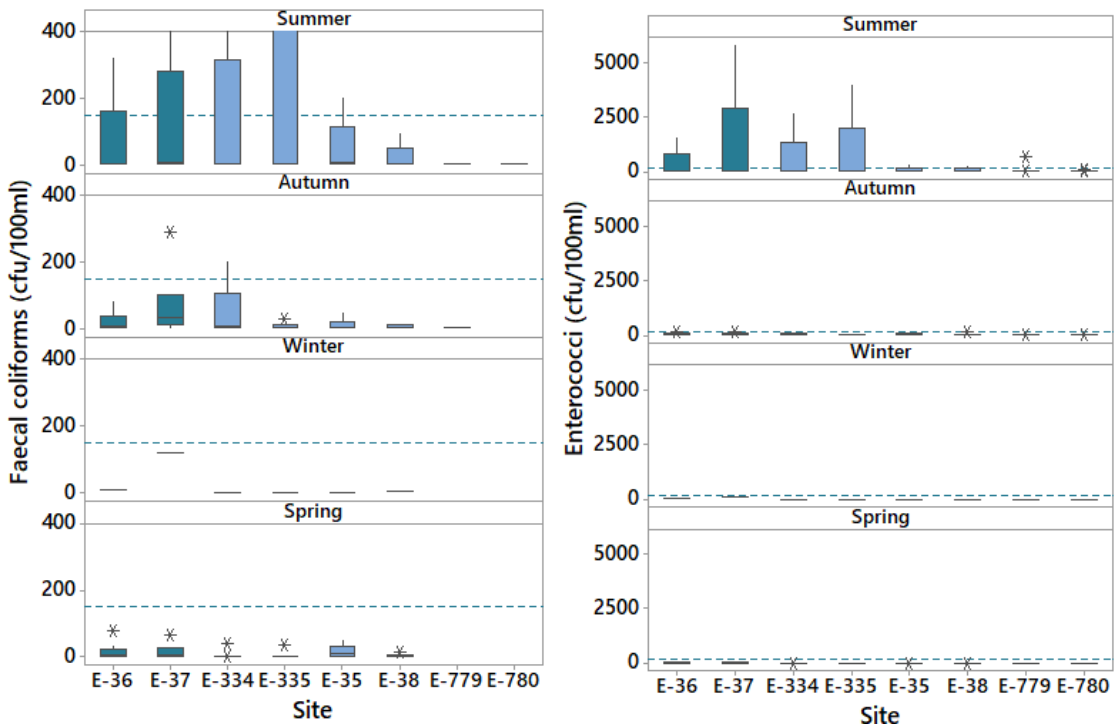 Summer
400
200
0
Autumn
400
200
0
Winter
400
200
0
Spring
400
200
0
Faecal coliforms (cfu/100ml)
E-36 E-37 E-334 E-335 E-35 E-38 E-779 E-780
Site
Summer
5000
2500
0
Autumn
5000
2500
0
Winter
5000
2500
0
Spring
5000
2500
0
Enterococci (cfu/100ml)
E-36 E-37 E-334 E-335 E-35 E-38 E-779 E-780
Site